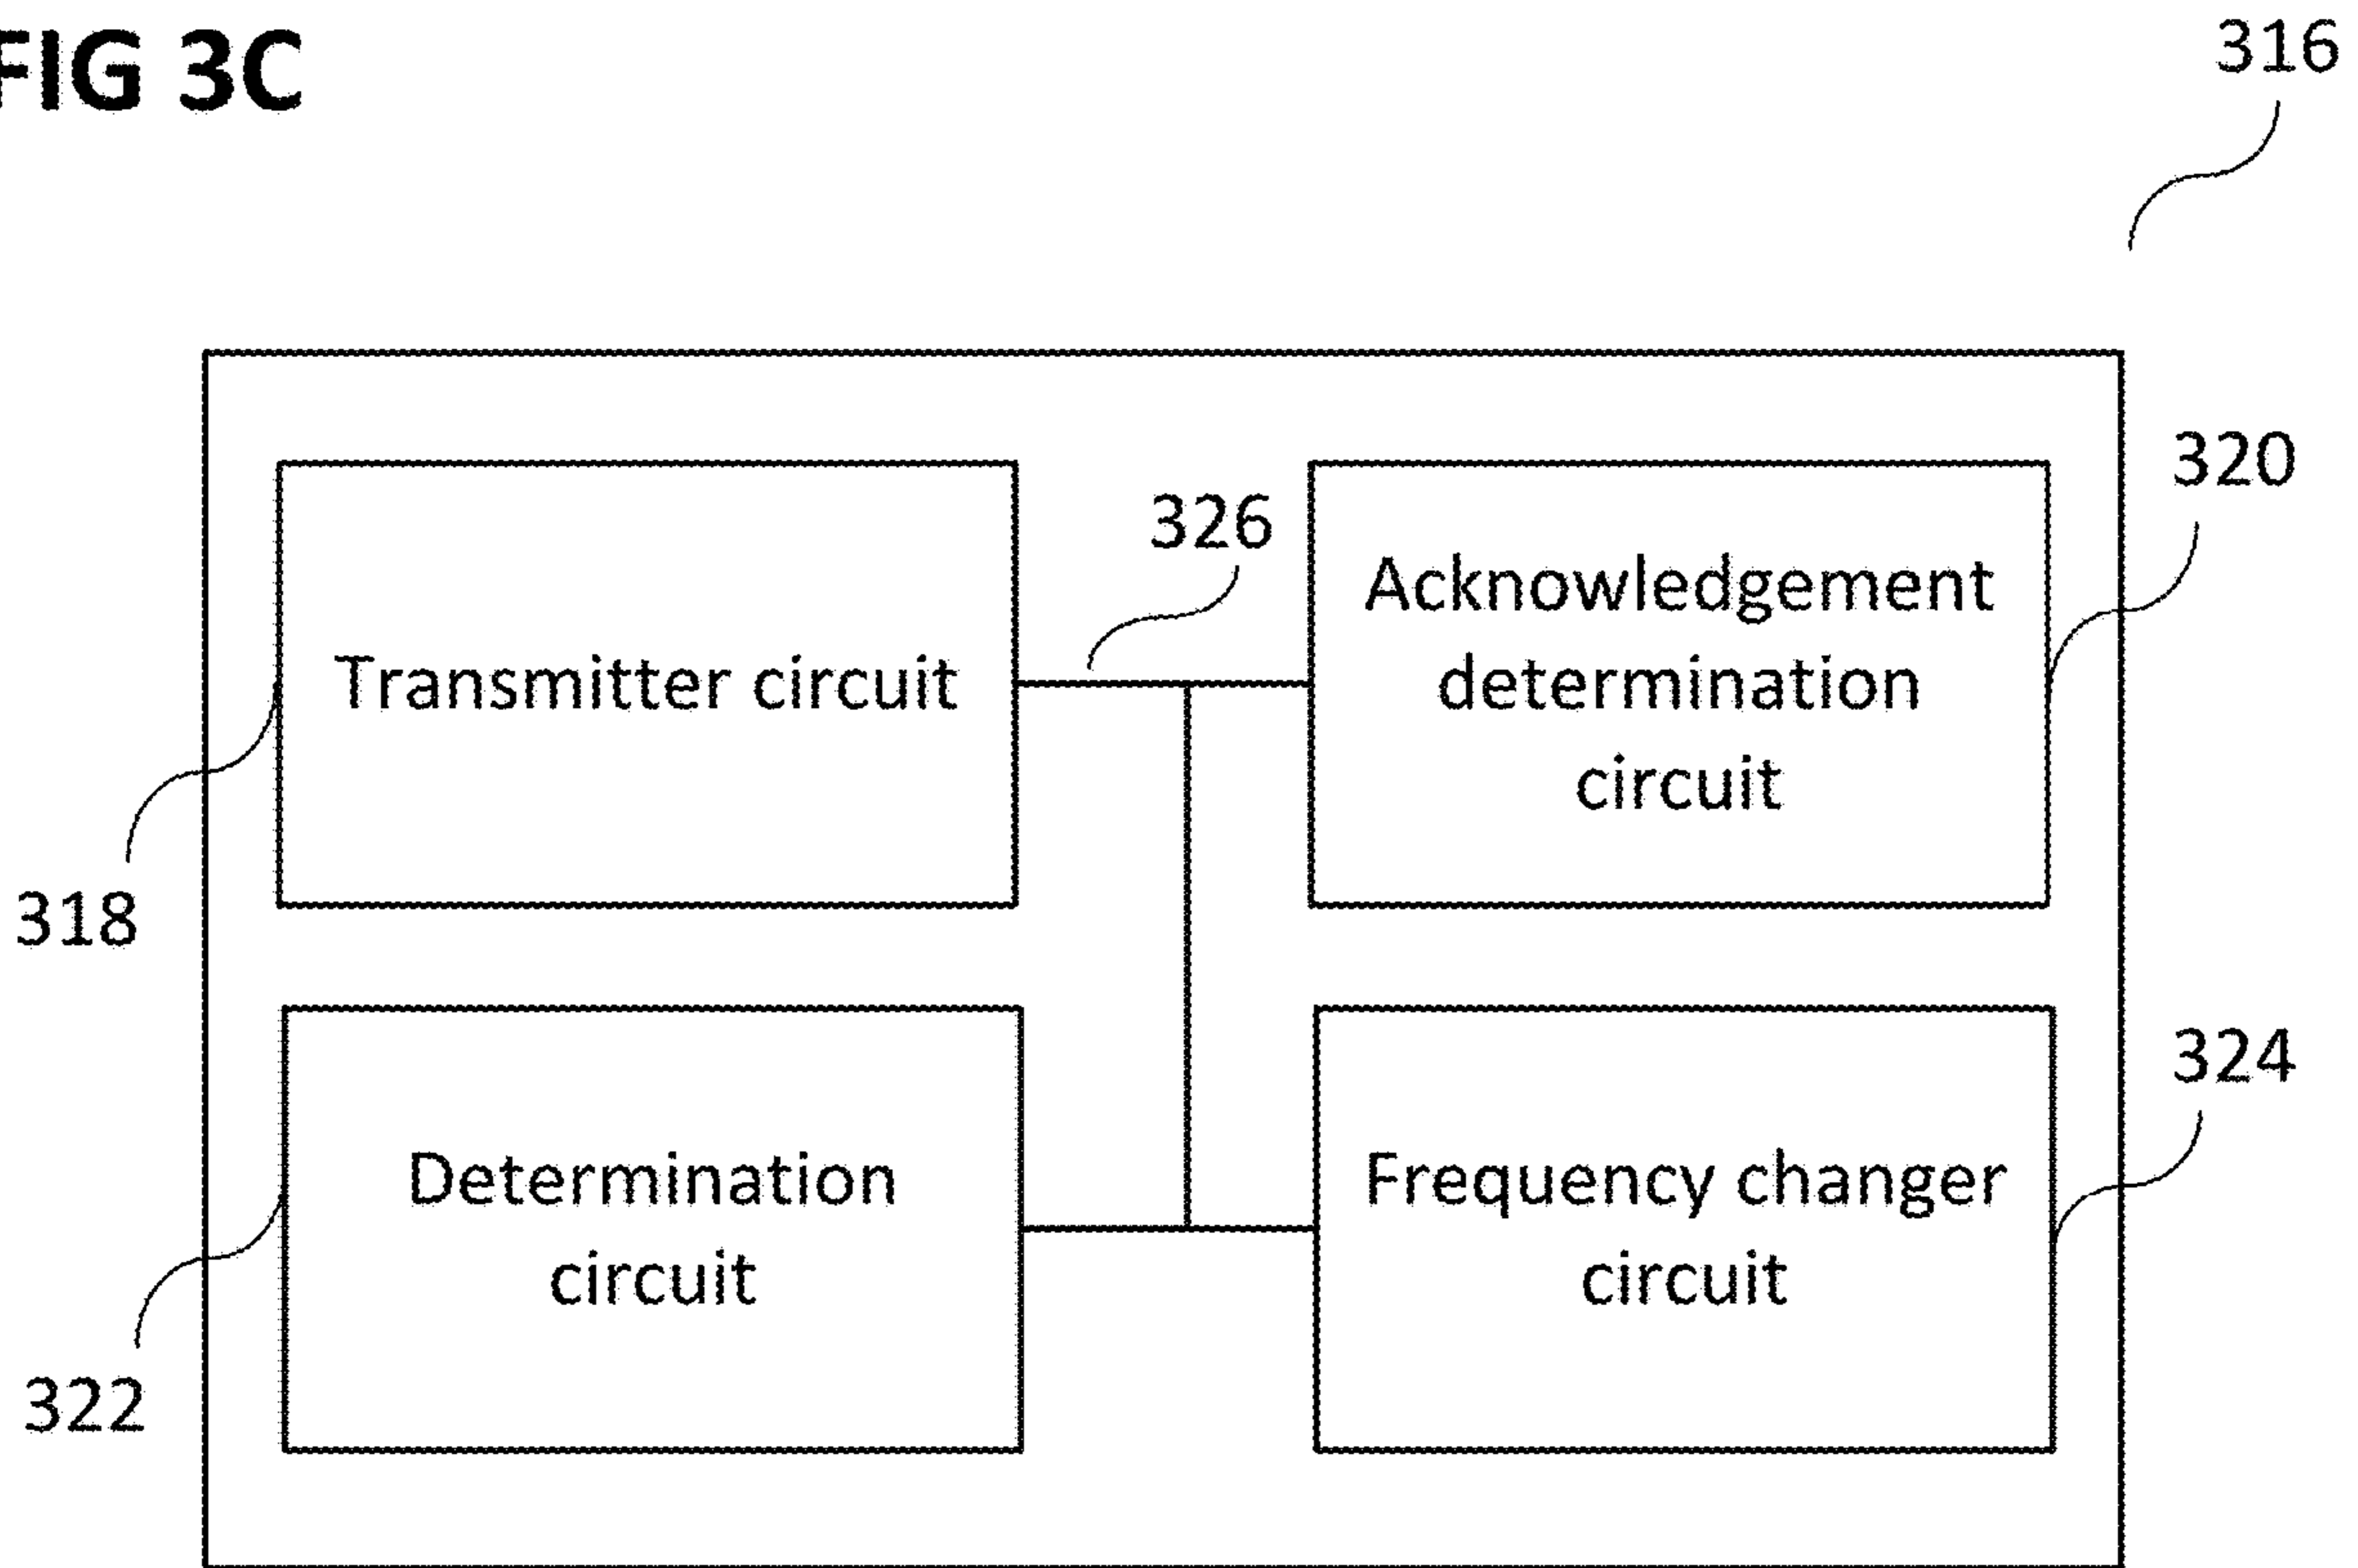 FIG 3C
316
320
326
Transmitter circuit
Acknowledgement
determination
circuit
318
324
Determination
circuit
Frequency changer
circuit
322